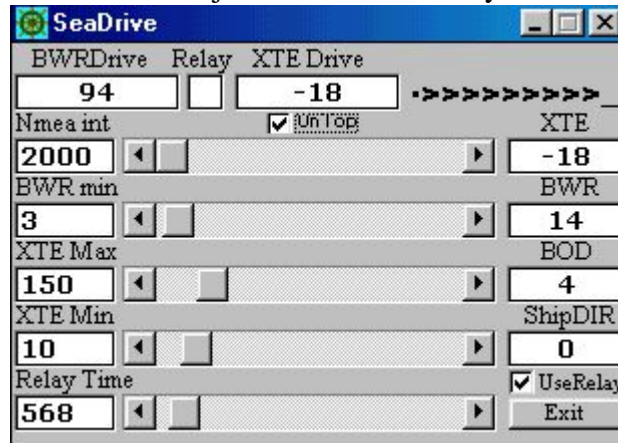 SeaDrive
BWRDrive Relay XTE Drive
94 -18 ->>>>>>>>>>_
Nmea int UnTop XTE
2000 -18
BWR min BWR
3 14
XTE Max BOD
150 4
XTE Min ShipDIR
10 0
Relay Time UseRelay
568 Exit